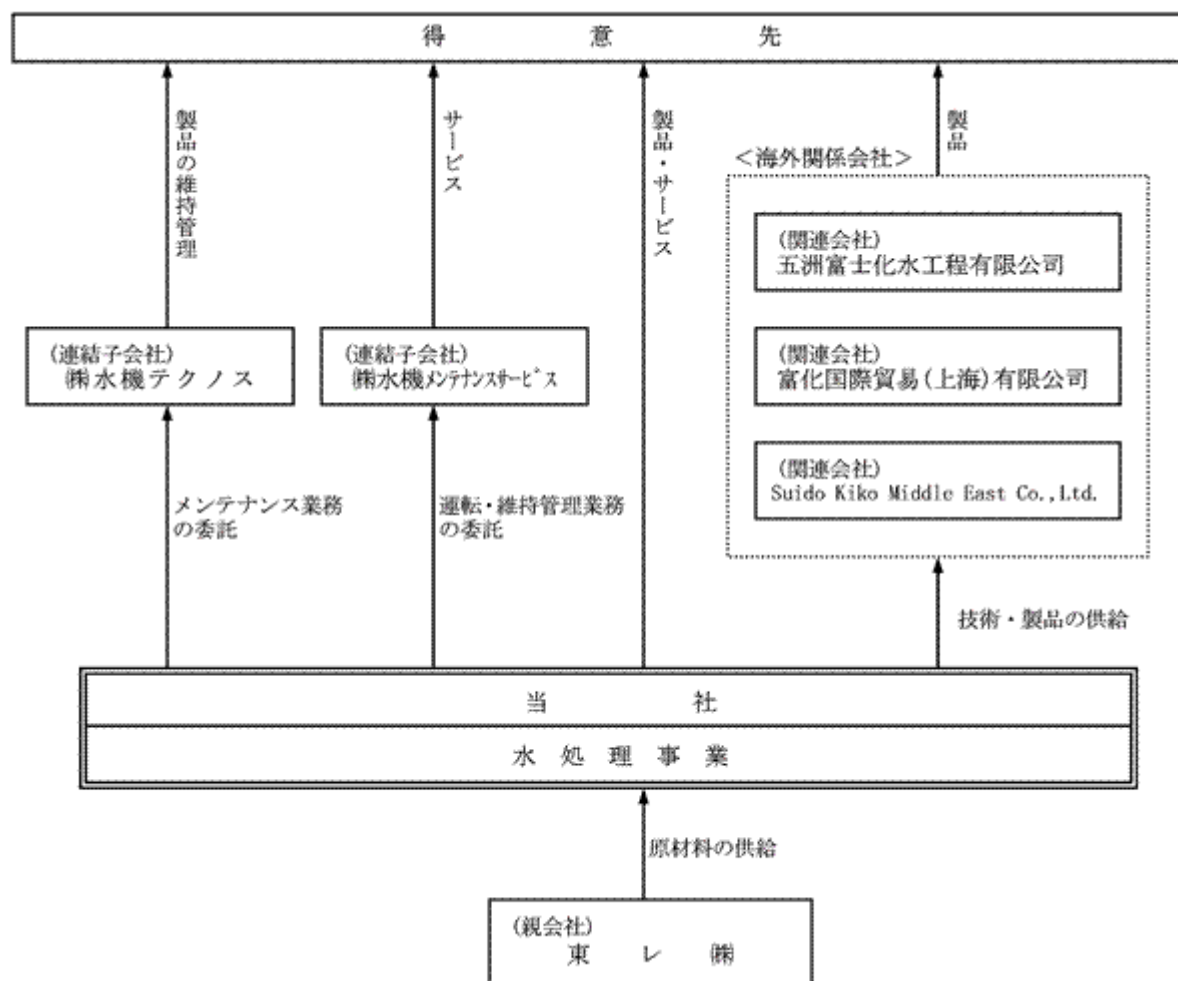 得意先
製品の維持管理
サービス
製品・サービス
製品
＜海外関係会社＞
(関連会社)
五洲富士化水工程有限公司
(連結子会社)
㈱水機テクノス
(連結子会社)
㈱水機ﾒﾝﾃﾅﾝｽｻｰﾋﾞｽ
(関連会社)
富化国際貿易(上海)有限公司
(関連会社)
Suido Kiko Middle East Co.,Ltd.
メンテナンス業務
の委託
運転・維持管理業務
の委託
技術・製品の供給
当社
水処理事業
原材料の供給
(親会社)
東レ㈱